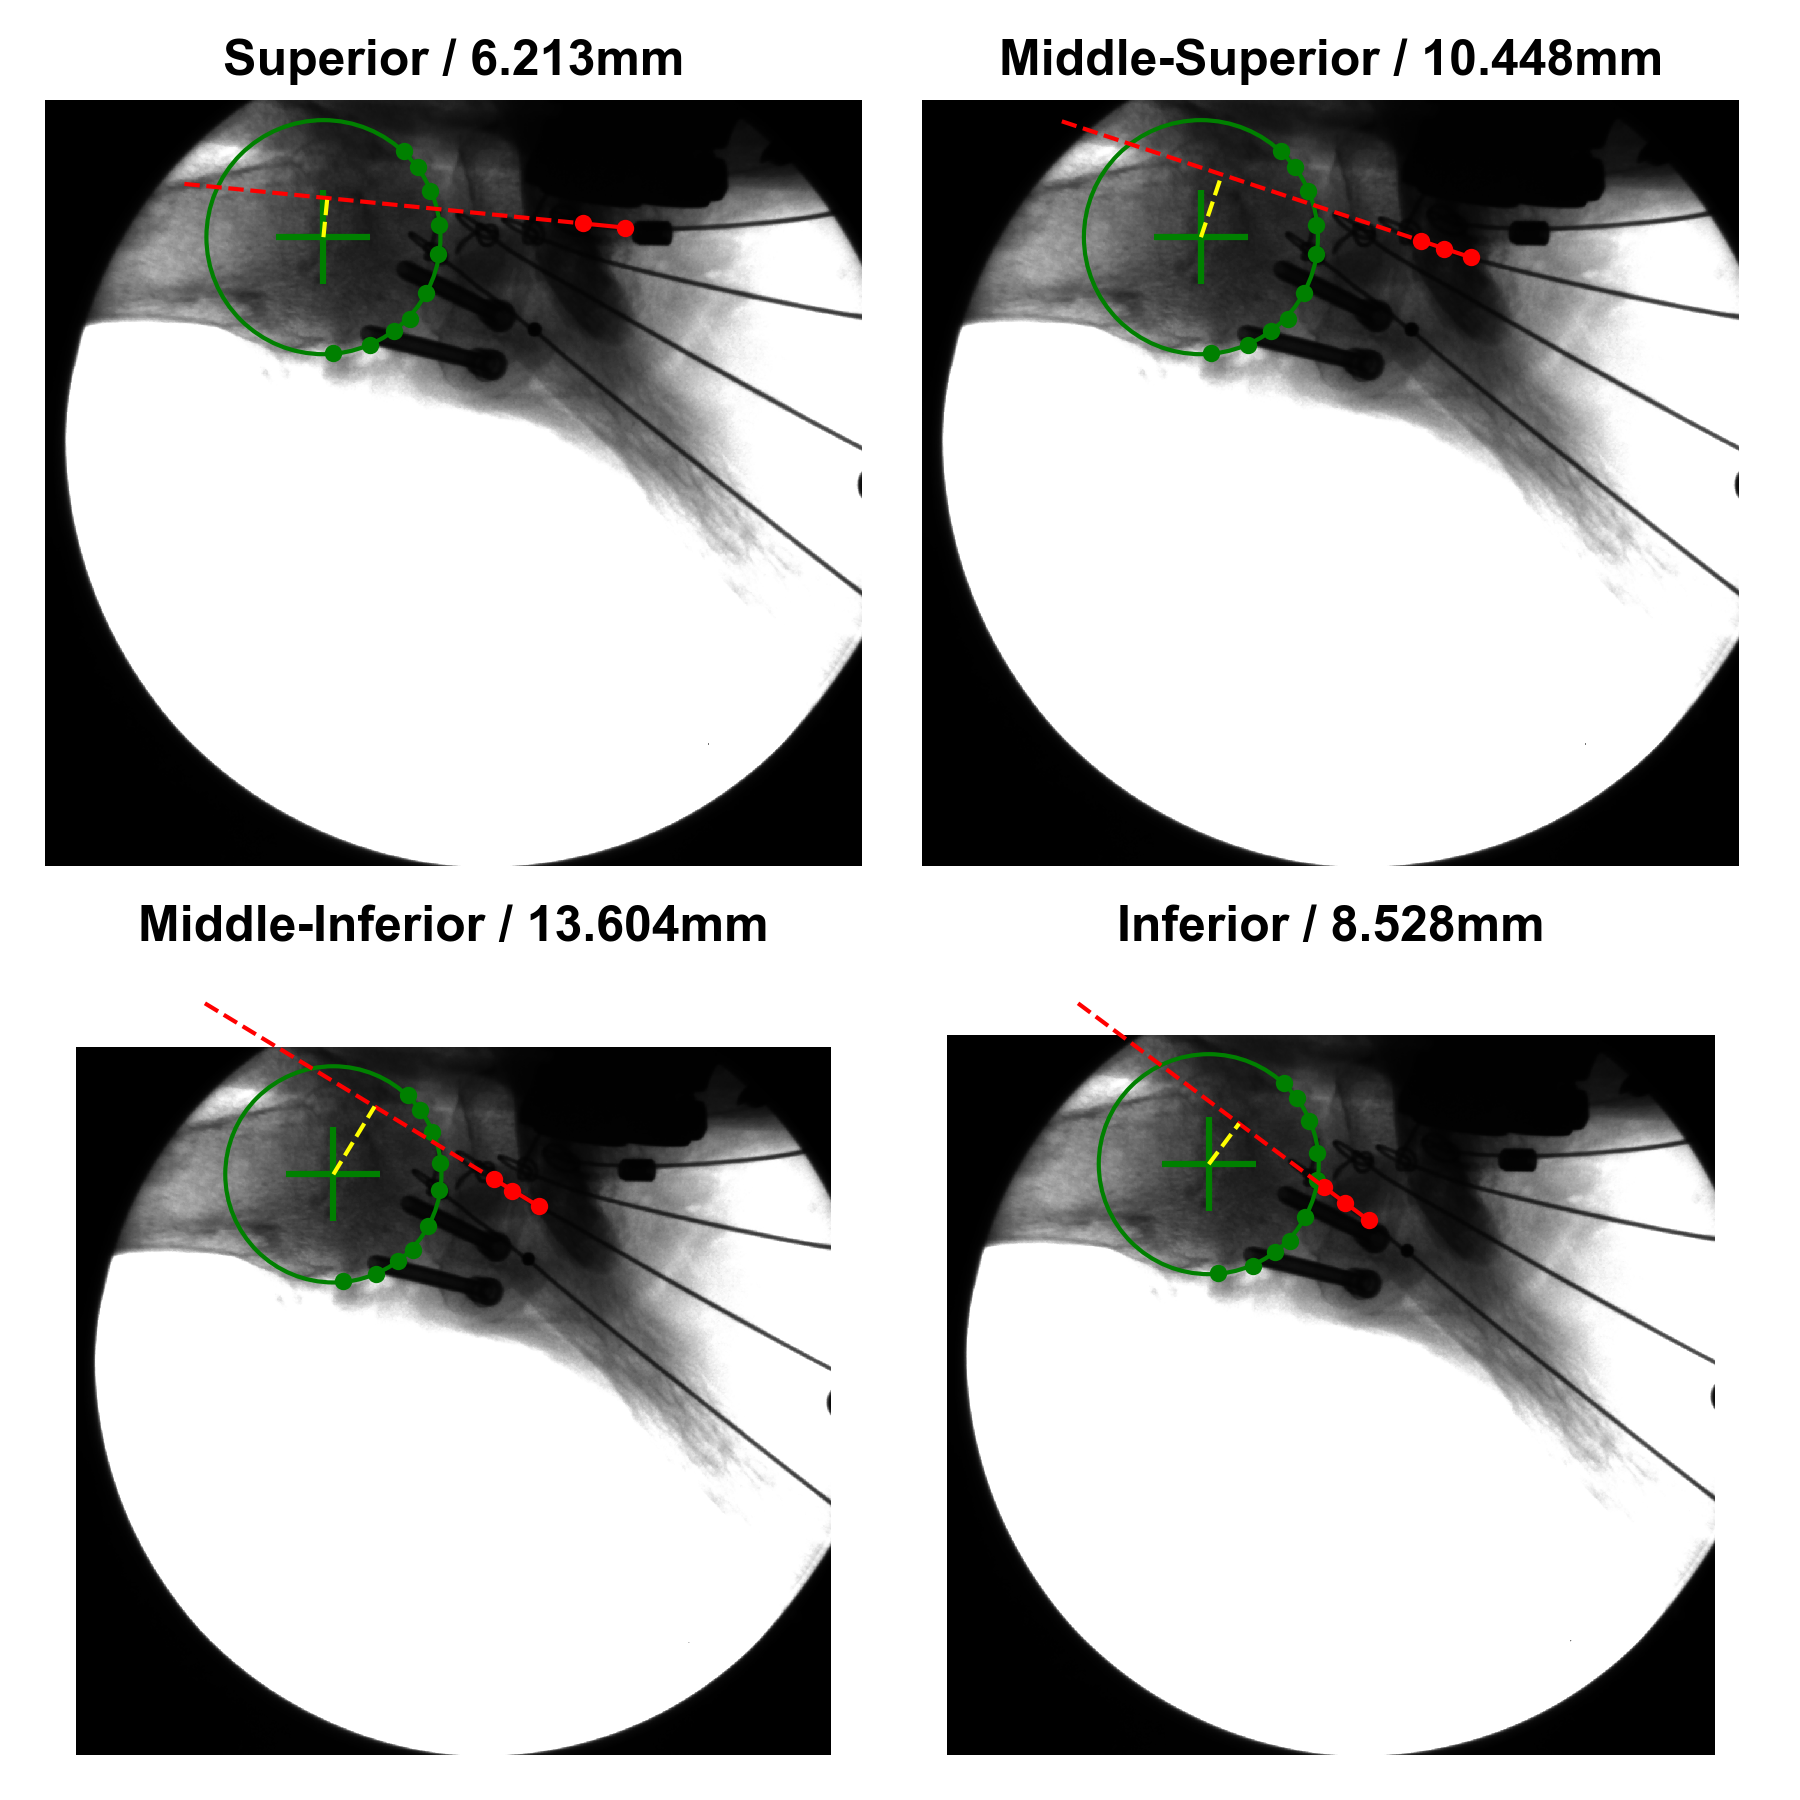 Superior / 6.213mm
Middle-Superior / 10.448mm
Middle-Inferior / 13.604mm
Inferior / 8.528mm